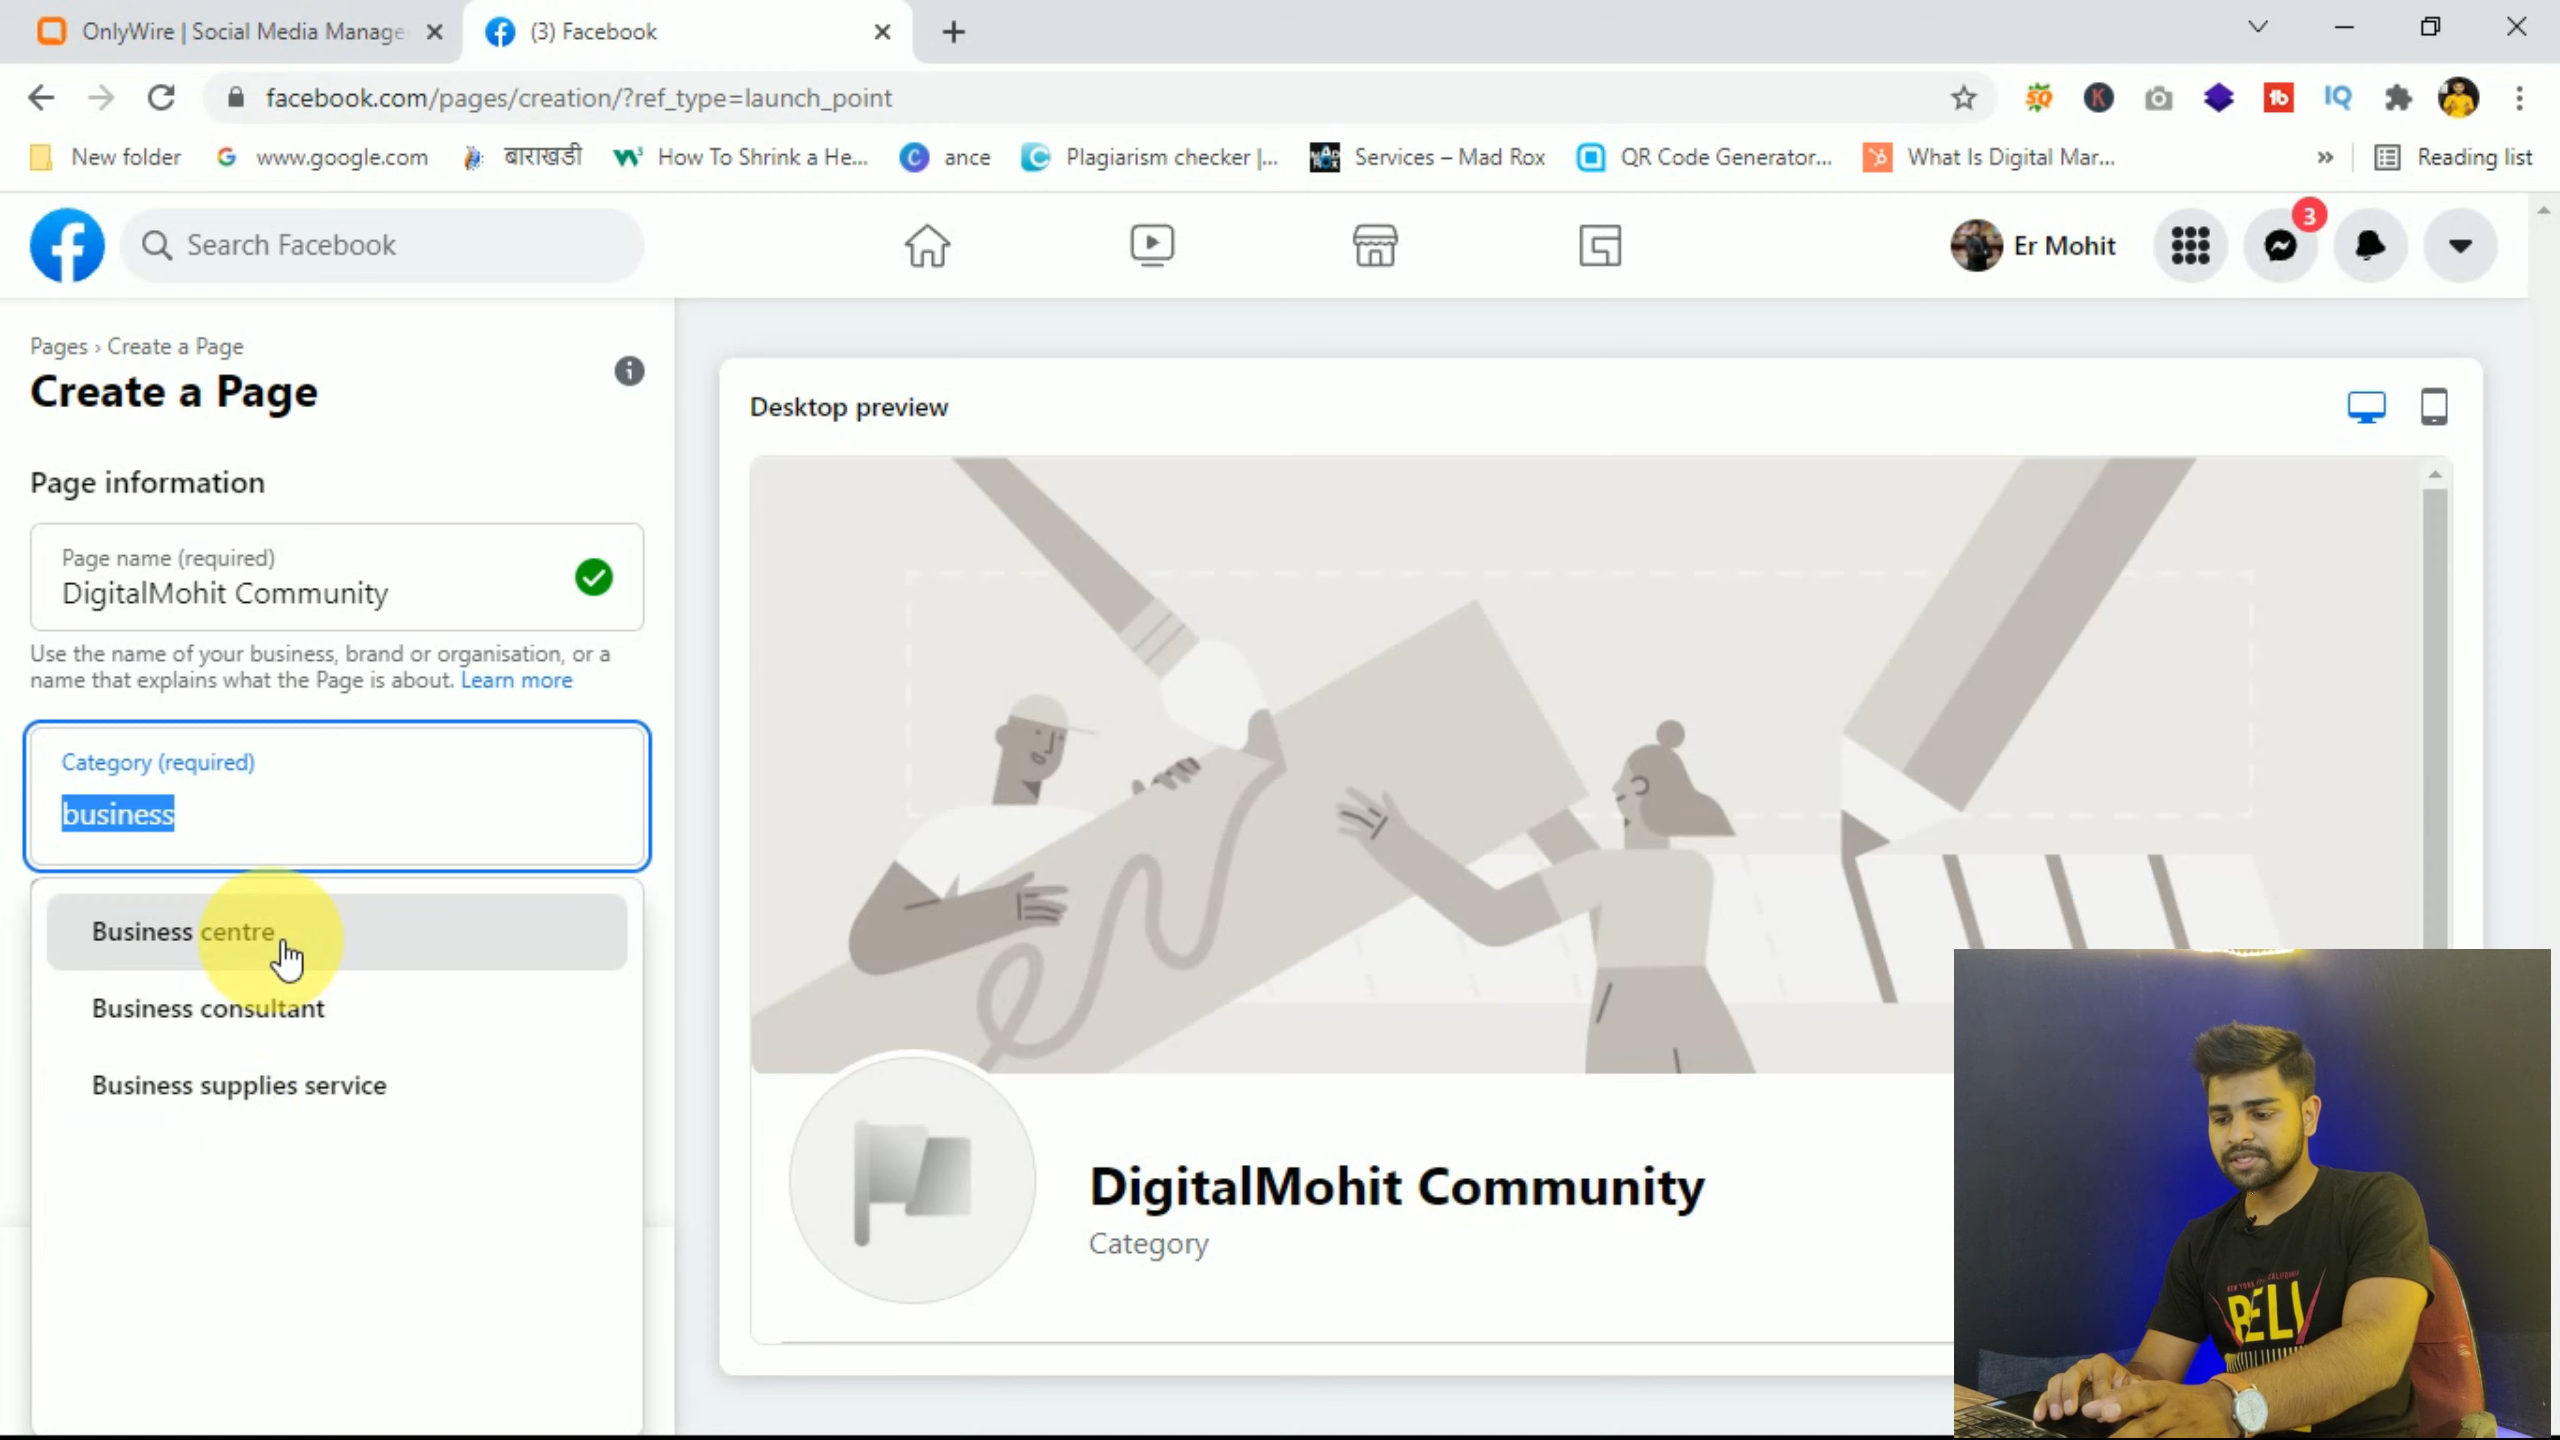 OnlyWire | Social Media Manage
(3) Facebook
facebook.com/pages/creation/?ref_type=launch_point
New folder
www.google.com
बाराखडी
How To Shrink a He...
ance
Plagiarism checker |...
Services – Mad Rox
QR Code Generator...
What Is Digital Mar...
»
Reading list
Search Facebook
Er Mohit
3
Pages › Create a Page
Create a Page
Page information
Page name (required)
DigitalMohit Community
Use the name of your business, brand or organisation, or a
name that explains what the Page is about. Learn more
Category (required)
business
Business centre
Business consultant
Business supplies service
Desktop preview
DigitalMohit Community
Category